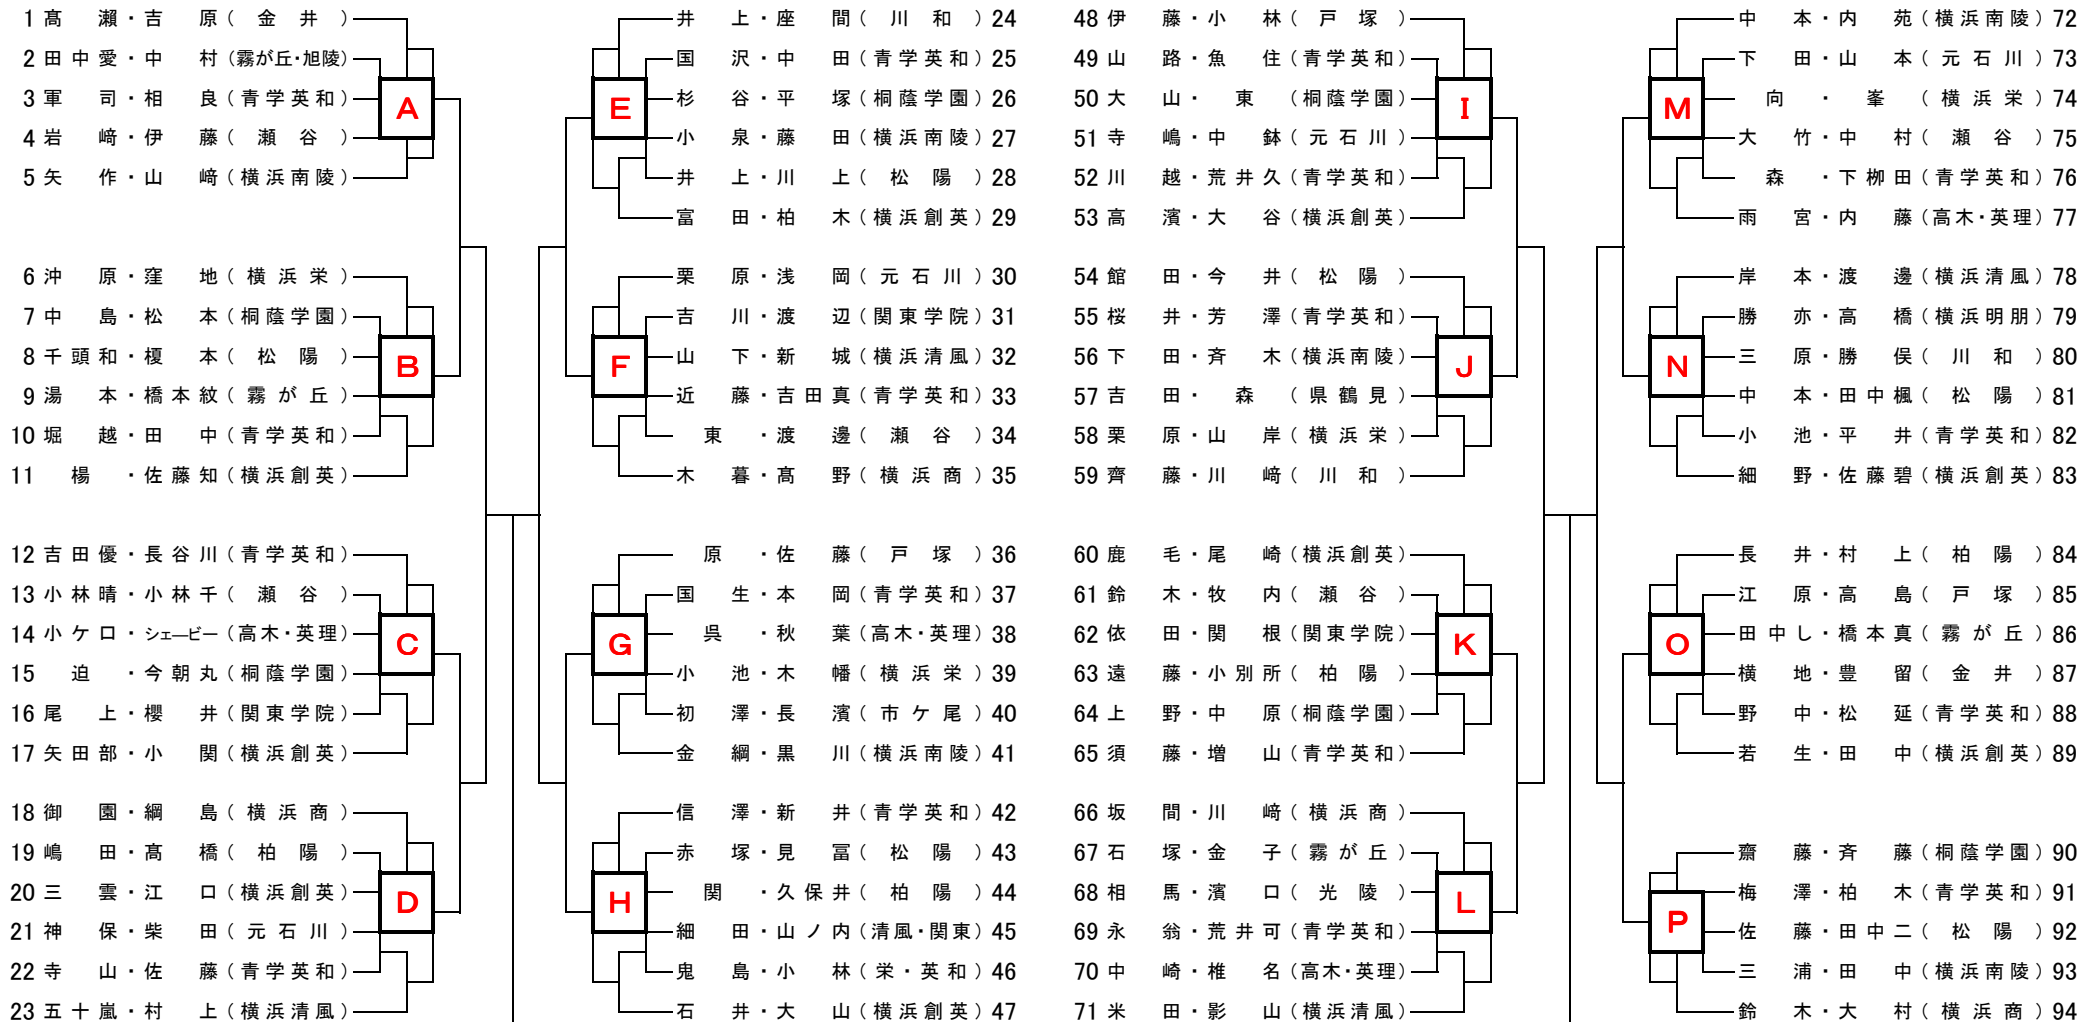 1 髙瀬・吉原（金井）
2 田中愛・中村（霧が丘・旭陵）
3 軍司・相良（青学英和）
4 岩﨑・伊藤（瀬谷）
5 矢作・山﨑（横浜南陵）
A
6 沖原・窪地（横浜栄）
7 中島・松本（桐蔭学園）
8 千頭和・榎本（松陽）
9 湯本・橋本紋（霧が丘）
10 堀越・田中（青学英和）
11 楊・佐藤知（横浜創英）
B
12 吉田優・長谷川（青学英和）
13 小林晴・小林千（瀬谷）
14 小ケロ・シェービー（高木・英理）
15 迫・今朝丸（桐蔭学園）
16 尾上・櫻井（関東学院）
17 矢田部・小関（横浜創英）
C
18 御園・綱島（横浜商）
19 嶋田・髙橋（柏陽）
20 三雲・江口（横浜創英）
21 神保・柴田（元石川）
22 寺山・佐藤（青学英和）
23 五十嵐・村上（横浜清風）
D
井上・座間（川和）24
国沢・中田（青学英和）25
杉谷・平塚（桐蔭学園）26
小泉・藤田（横浜南陵）27
井上・川上（松陽）28
富田・柏木（横浜創英）29
E
栗原・浅岡（元石川）30
吉川・渡辺（関東学院）31
山下・新城（横浜清風）32
近藤・吉田真（青学英和）33
東・渡邊（瀬谷）34
木暮・髙野（横浜商）35
F
原・佐藤（戸塚）36
国生・本岡（青学英和）37
呉・秋葉（高木・英理）38
小池・木幡（横浜栄）39
初澤・長濱（市ケ尾）40
金綱・黒川（横浜南陵）41
G
信澤・新井（青学英和）42
赤塚・見冨（松陽）43
関・久保井（柏陽）44
細田・山ノ内（清風・関東）45
鬼島・小林（栄・英和）46
石井・大山（横浜創英）47
H
48 伊藤・小林（戸塚）
49 山路・魚住（青学英和）
50 大山・東（桐蔭学園）
51 寺嶋・中鉢（元石川）
52 川越・荒井久（青学英和）
53 高濱・大谷（横浜創英）
I
54 館田・今井（松陽）
55 桜井・芳澤（青学英和）
56 下田・斉木（横浜南陵）
57 吉田・森（県鶴見）
58 栗原・山岸（横浜栄）
59 齊藤・川﨑（川和）
J
60 鹿毛・尾崎（横浜創英）
61 鈴木・牧内（瀬谷）
62 依田・関根（関東学院）
63 遠藤・小別所（柏陽）
64 上野・中原（桐蔭学園）
65 須藤・増山（青学英和）
K
66 坂間・川﨑（横浜商）
67 石塚・金子（霧が丘）
68 相馬・濱口（光陵）
69 永翁・荒井可（青学英和）
70 中崎・椎名（高木・英理）
71 米田・影山（横浜清風）
L
中本・内苑（横浜南陵）72
下田・山本（元石川）73
向・峯（横浜栄）74
大竹・中村（瀬谷）75
森・下栁田（青学英和）76
雨宮・内藤（高木・英理）77
M
岸本・渡邊（横浜清風）78
勝亦・高橋（横浜明朋）79
三原・勝俣（川和）80
中本・田中楓（松陽）81
小池・平井（青学英和）82
細野・佐藤碧（横浜創英）83
N
長井・村上（柏陽）84
江原・高島（戸塚）85
田中し・橋本真（霧が丘）86
横地・豊留（金井）87
野中・松延（青学英和）88
若生・田中（横浜創英）89
O
齋藤・斉藤（桐蔭学園）90
梅澤・柏木（青学英和）91
佐藤・田中二（松陽）92
三浦・田中（横浜南陵）93
鈴木・大村（横浜商）94
P